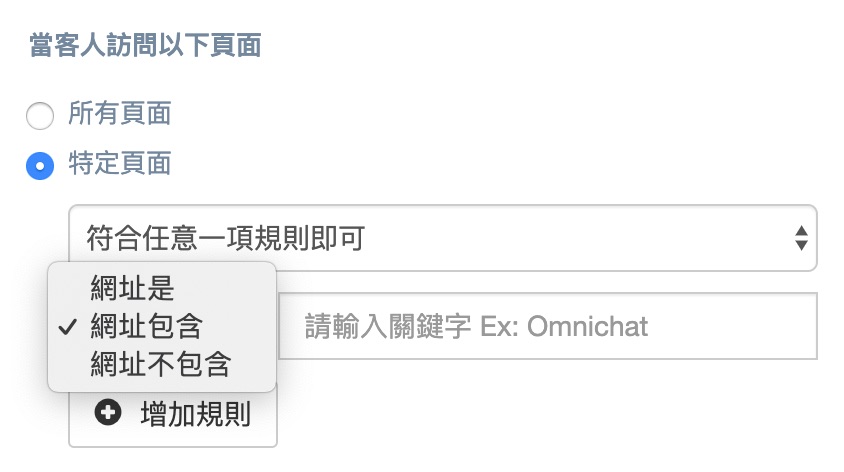 當客人訪問以下頁面
所有頁面
特定頁面
符合任意一項規則即可
網址是
網址包含
請輸入關鍵字 Ex: Omnichat
網址不包含
增加規則